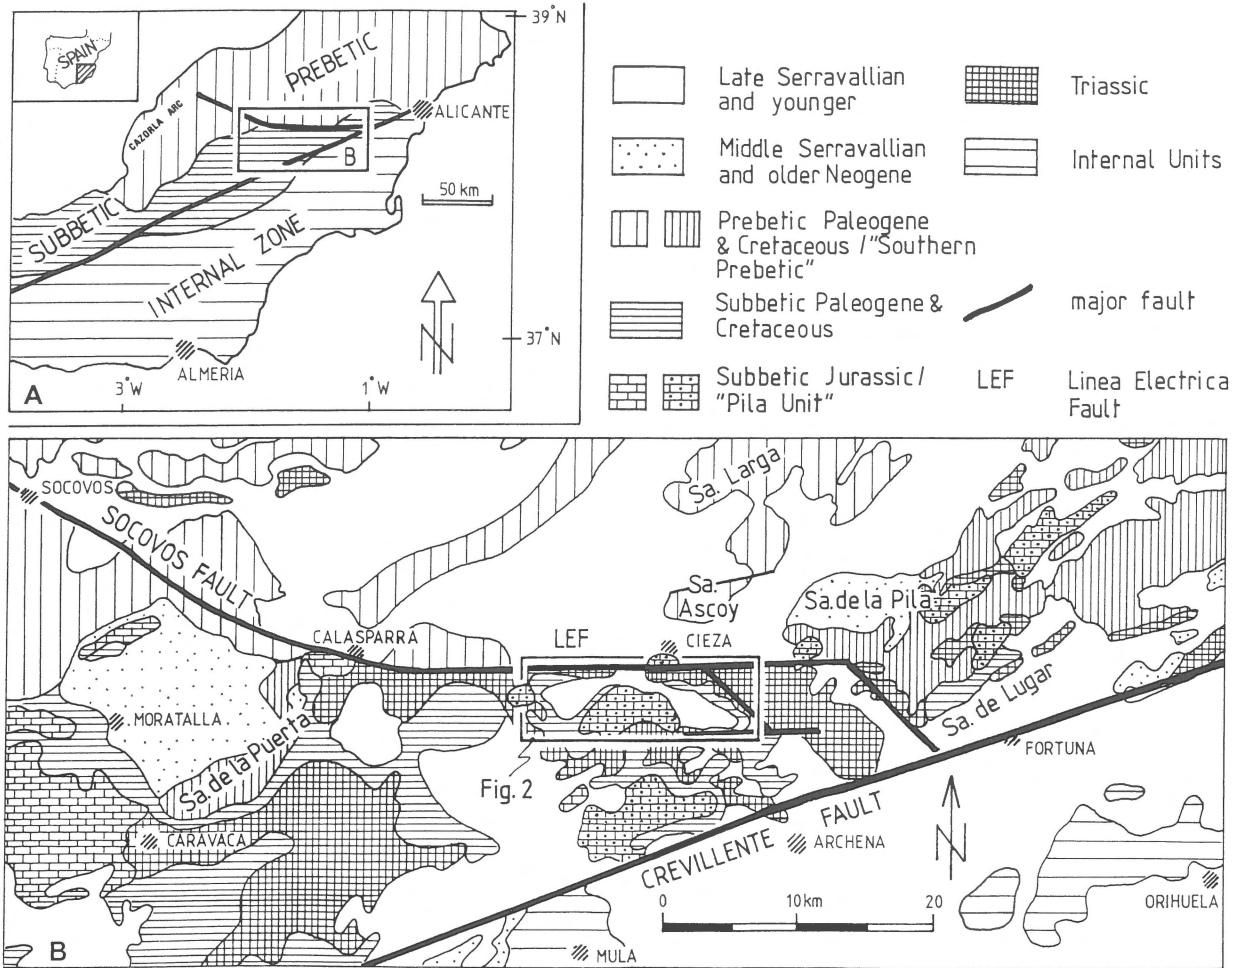 39°N
SPAIN
PREBETIC
CAZORLA ARC
ALICANTE
B
50 km
SUBBETIC
INTERNAL ZONE
N
37°N
ALMERIA
A
3°W
1°W
Late Serravallian
and younger
Middle Serravallian
and older Neogene
Prebetic Paleogene
& Cretaceous / "Southern
Prebetic"
Subbetic Paleogene &
Cretaceous
Subbetic Jurassic/
"Pila Unit"
Triassic
Internal Units
major fault
LEF
Linea Electrica
Fault
SOCOVOS
SOCOVOS FAULT
Sa. Larga
Sa.
Ascoy
Sa. de la Pila
CALASPARRA
LEF
CIEZA
MORATALLA
Sa. de la Puerta
Sa. de Lugar
FORTUNA
Fig. 2
CARAVACA
CREVILLENTE FAULT
ARCHENA
N
ORIHUELA
0 10km 20
B
MULA